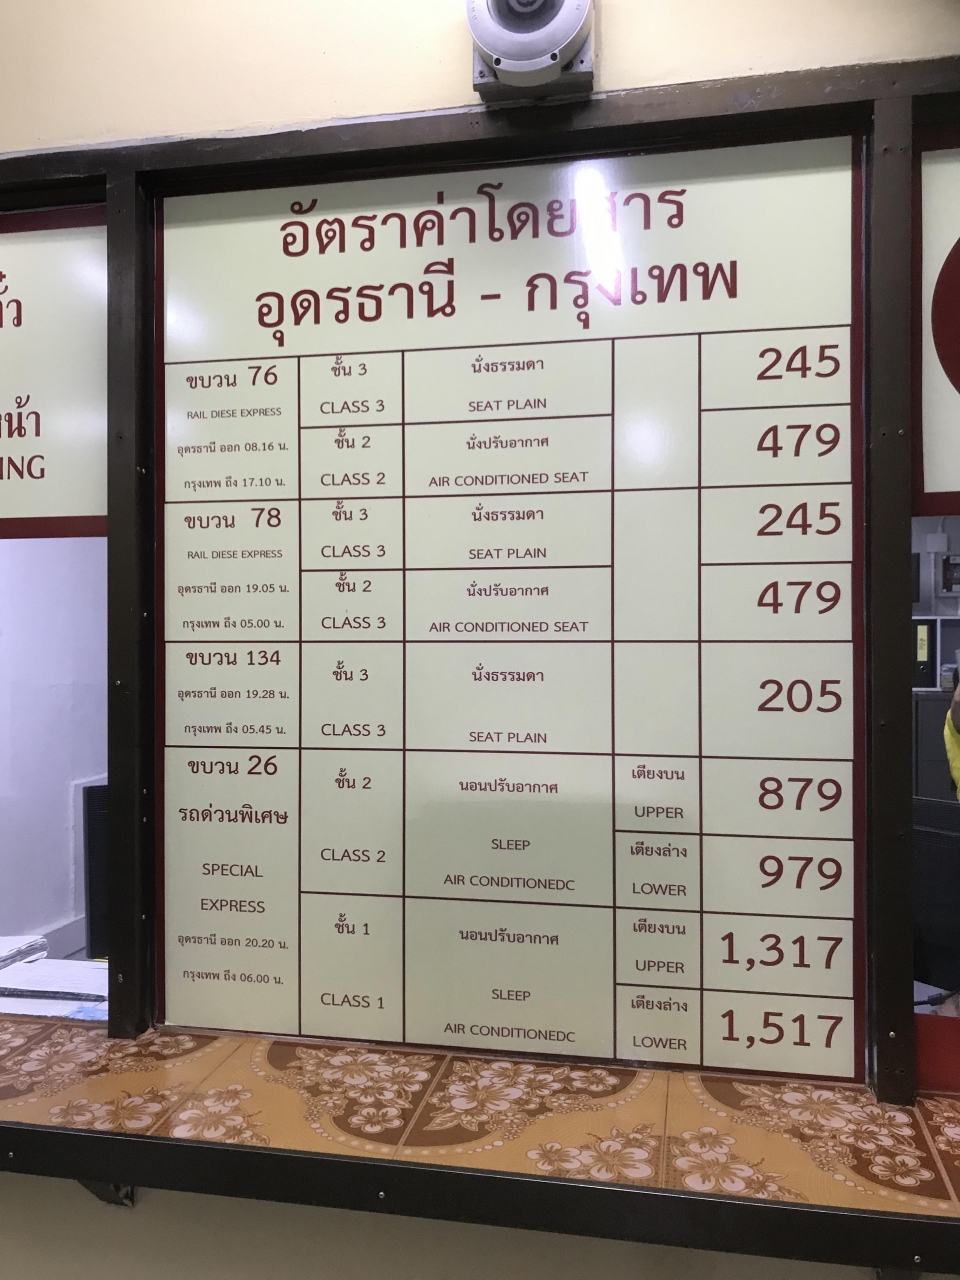 อัตราค่าโดยสาร
อุดรธานี - กรุงเทพ
ขบวน 76
RAIL DIESE EXPRESS
อุดรธานี ออก 08.16 น.
กรุงเทพ ถึง 17.10 น.
ชั้น 3
CLASS 3
นั่งธรรมดา
SEAT PLAIN
245
ชั้น 2
CLASS 2
นั่งปรับอากาศ
AIR CONDITIONED SEAT
479
ขบวน 78
RAIL DIESE EXPRESS
อุดรธานี ออก 19.05 น.
กรุงเทพ ถึง 05.00 น.
ชั้น 3
CLASS 3
นั่งธรรมดา
SEAT PLAIN
245
ชั้น 2
CLASS 3
นั่งปรับอากาศ
AIR CONDITIONED SEAT
479
ขบวน 134
อุดรธานี ออก 19.28 น.
กรุงเทพ ถึง 05.45 น.
ชั้น 3
CLASS 3
นั่งธรรมดา
SEAT PLAIN
205
ขบวน 26
รถด่วนพิเศษ
SPECIAL
EXPRESS
อุดรธานี ออก 20.20 น.
กรุงเทพ ถึง 06.00 น.
ชั้น 2
CLASS 2
นอนปรับอากาศ
SLEEP
AIR CONDITIONEDC
เตียงบน
UPPER
879
เตียงล่าง
LOWER
979
ชั้น 1
CLASS 1
นอนปรับอากาศ
SLEEP
AIR CONDITIONEDC
เตียงบน
UPPER
1,317
เตียงล่าง
LOWER
1,517